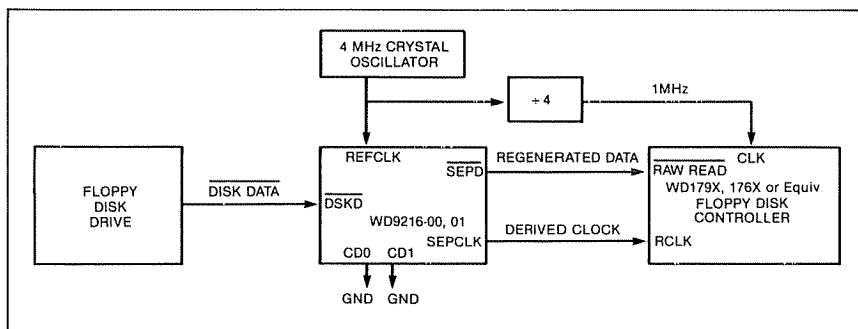 4 MHz CRYSTAL
OSCILLATOR
÷ 4
1MHz
REFCLK
SEPD
REGENERATED DATA
RAW READ
CLK
WD179X, 176X or Equiv.
FLOPPY DISK
CONTROLLER
FLOPPY
DISK
DRIVE
DISK DATA
DSKD
WD9216-00, 01
SEPCLK
DERIVED CLOCK
RCLK
CD0 CD1
GND GND